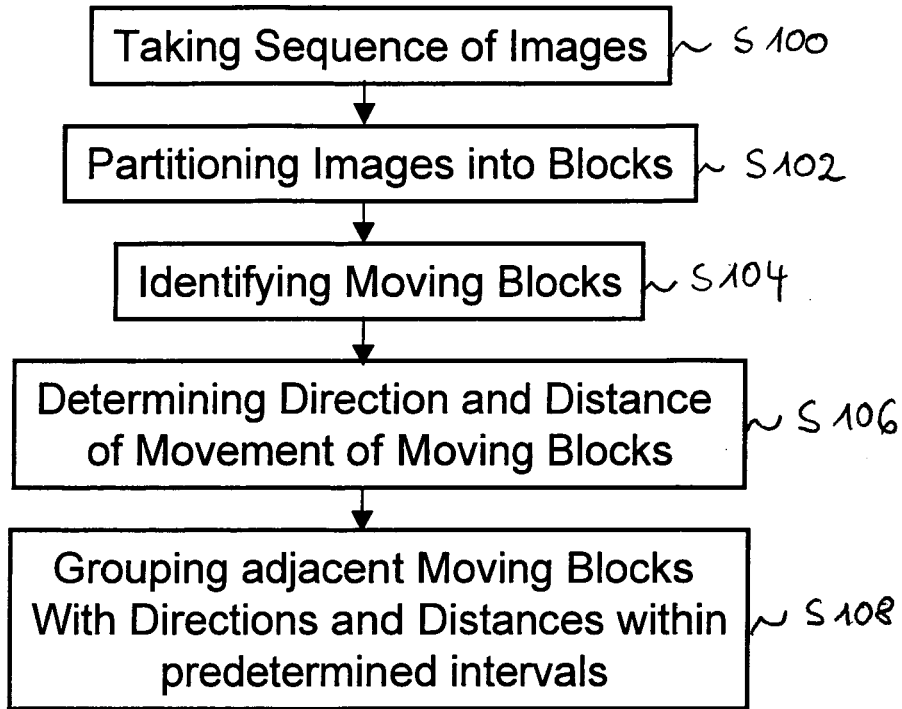 Taking Sequence of Images S100
Partitioning Images into Blocks S102
Identifying Moving Blocks S104
Determining Direction and Distance
of Movement of Moving Blocks S106
Grouping adjacent Moving Blocks
With Directions and Distances within S108
predetermined intervals